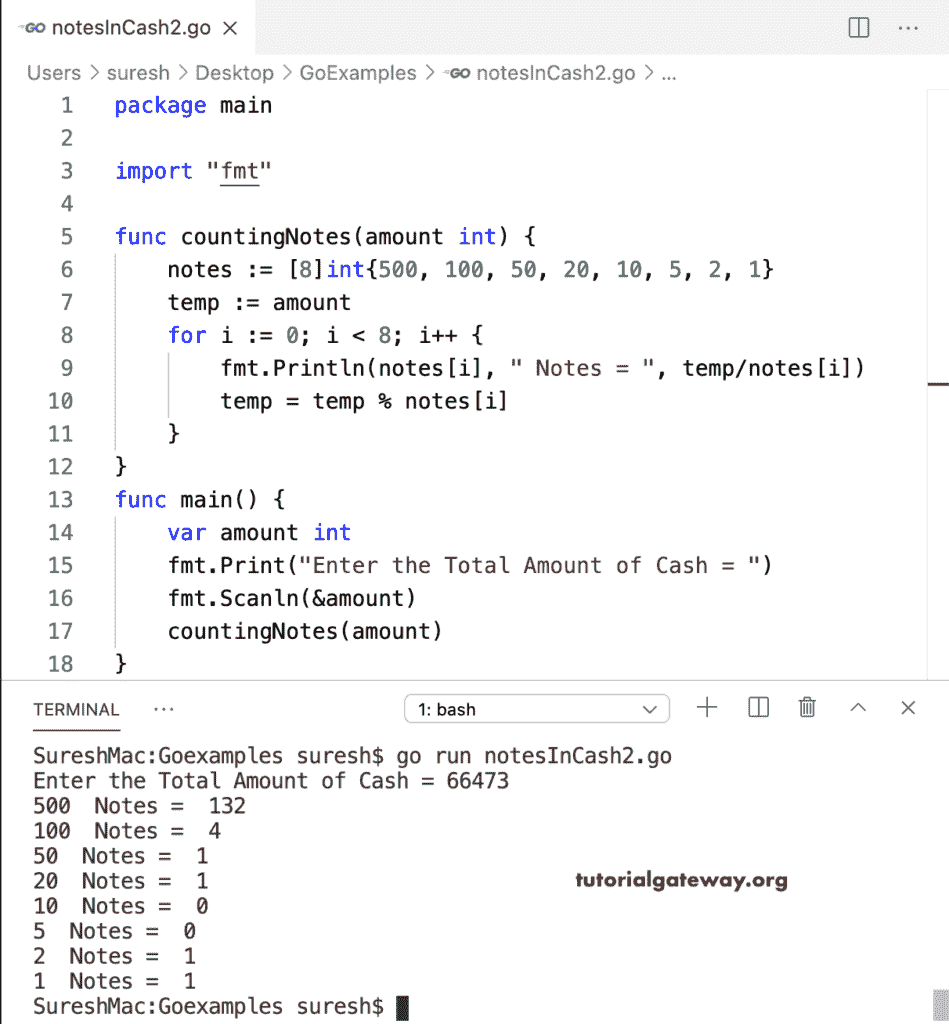 GO notesInCash2.go ×
Users > suresh > Desktop > GoExamples > GO notesInCash2.go > ...
1 package main
2
3 import "fmt"
4
5 func countingNotes(amount int) {
6     notes := [8]int{500, 100, 50, 20, 10, 5, 2, 1}
7     temp := amount
8     for i := 0; i < 8; i++ {
9         fmt.Println(notes[i], " Notes = ", temp/notes[i])
10         temp = temp % notes[i]
11     }
12 }
13 func main() {
14     var amount int
15     fmt.Print("Enter the Total Amount of Cash = ")
16     fmt.Scanln(&amount)
17     countingNotes(amount)
18 }
TERMINAL ··· 1: bash
SureshMac:Goexamples suresh$ go run notesInCash2.go
Enter the Total Amount of Cash = 66473
500  Notes =  132
100  Notes =  4
50  Notes =  1
20  Notes =  1
10  Notes =  0
5  Notes =  0
2  Notes =  1
1  Notes =  1
SureshMac:Goexamples suresh$
tutorialgateway.org